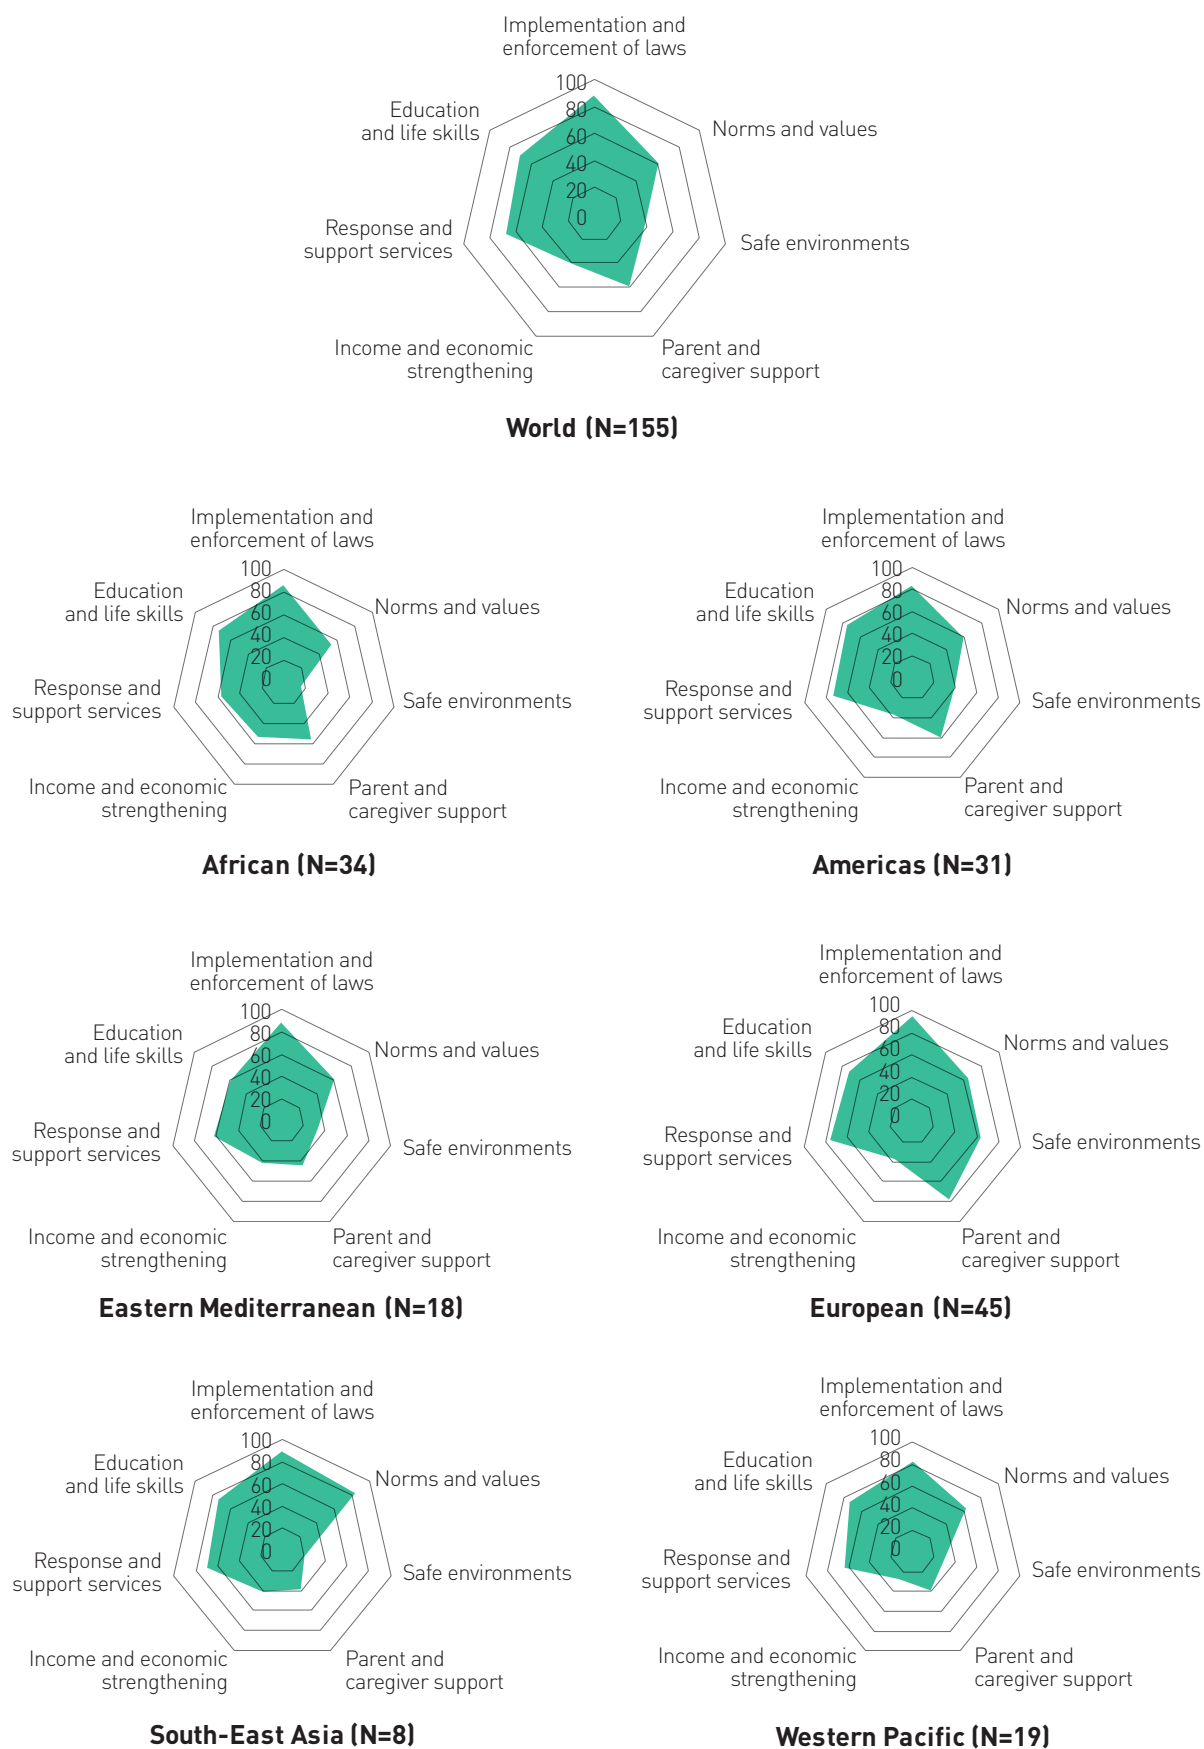 Implementation and
enforcement of laws
100
80
60
40
20
0
Education
and life skills
Norms and values
Response and
support services
Safe environments
Income and economic
strengthening
Parent and
caregiver support
World (N=155)
Implementation and
enforcement of laws
100
80
60
40
20
0
Education
and life skills
Norms and values
Response and
support services
Safe environments
Income and economic
strengthening
Parent and
caregiver support
African (N=34)
Implementation and
enforcement of laws
100
80
60
40
20
0
Education
and life skills
Norms and values
Response and
support services
Safe environments
Income and economic
strengthening
Parent and
caregiver support
Americas (N=31)
Implementation and
enforcement of laws
100
80
60
40
20
0
Education
and life skills
Norms and values
Response and
support services
Safe environments
Income and economic
strengthening
Parent and
caregiver support
Eastern Mediterranean (N=18)
Implementation and
enforcement of laws
100
80
60
40
20
0
Education
and life skills
Norms and values
Response and
support services
Safe environments
Income and economic
strengthening
Parent and
caregiver support
European (N=45)
Implementation and
enforcement of laws
100
80
60
40
20
0
Education
and life skills
Norms and values
Response and
support services
Safe environments
Income and economic
strengthening
Parent and
caregiver support
South-East Asia (N=8)
Implementation and
enforcement of laws
100
80
60
40
20
0
Education
and life skills
Norms and values
Response and
support services
Safe environments
Income and economic
strengthening
Parent and
caregiver support
Western Pacific (N=19)